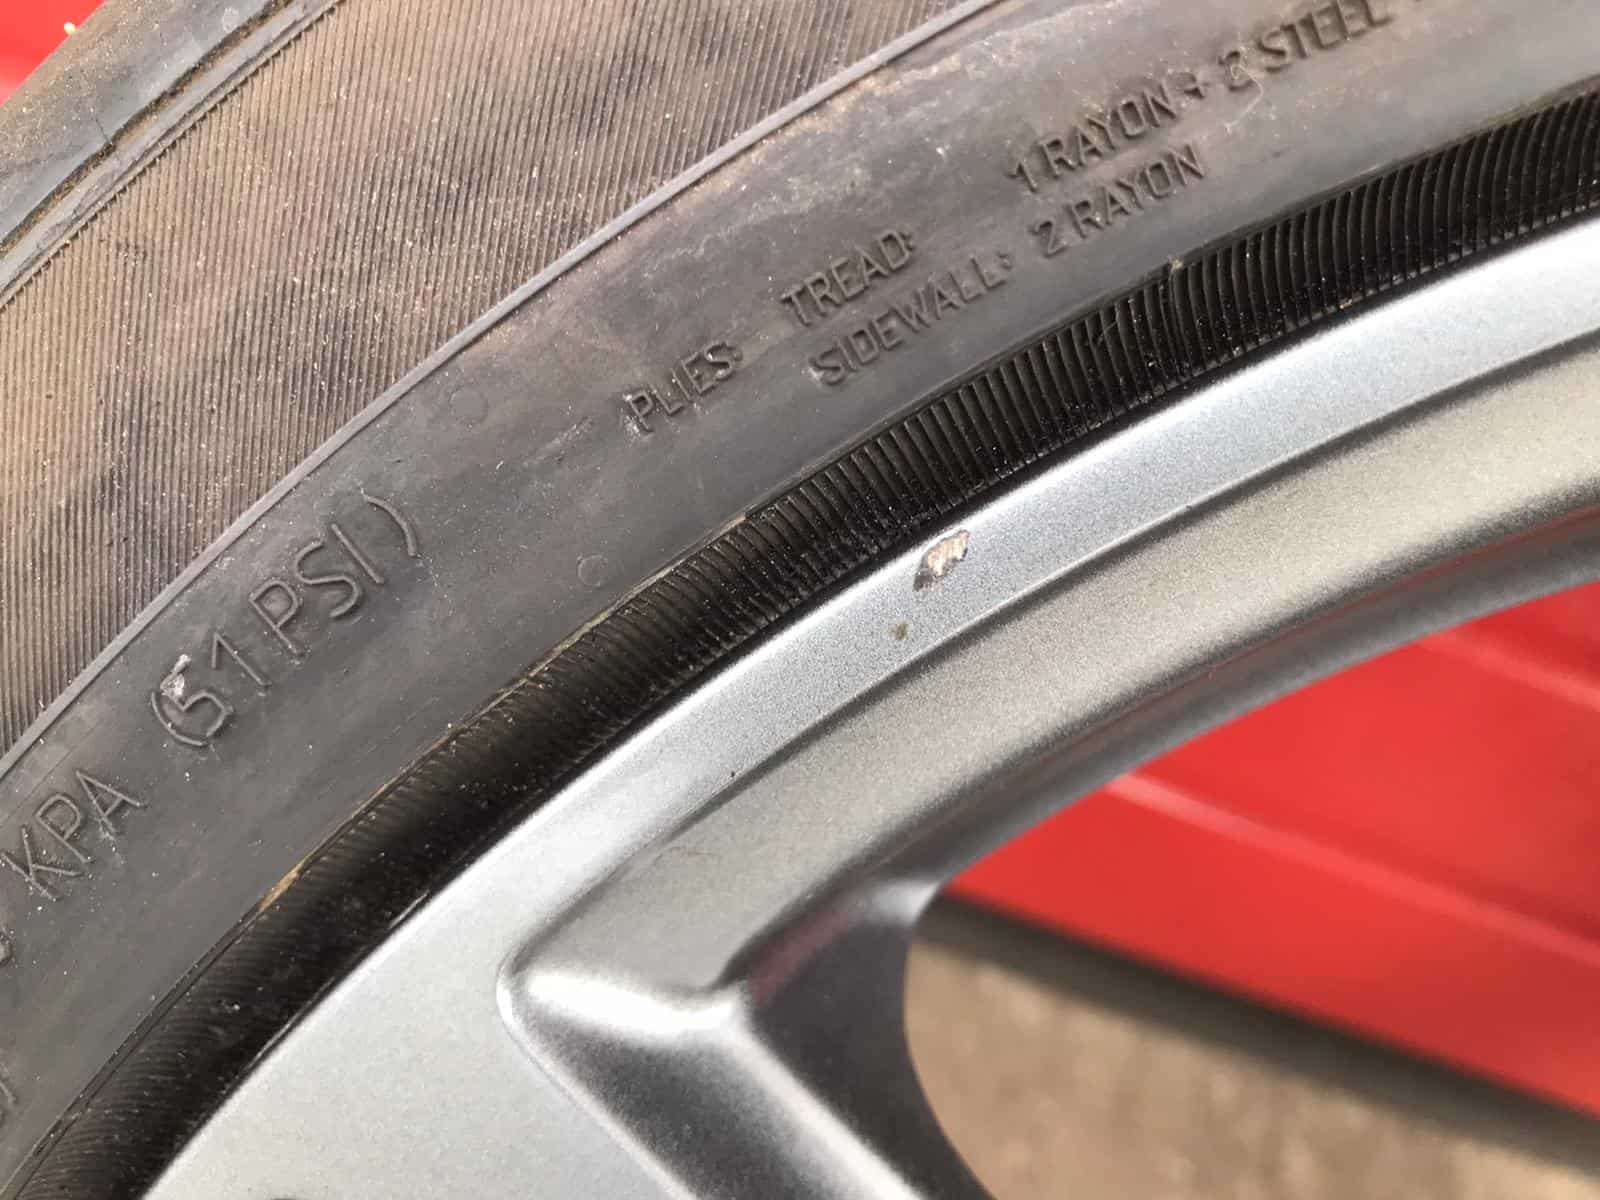 PLIES: TREAD: 1 RAYON + 2 STEEL
SIDEWALL: 2 RAYON
KPA (51 PSI)